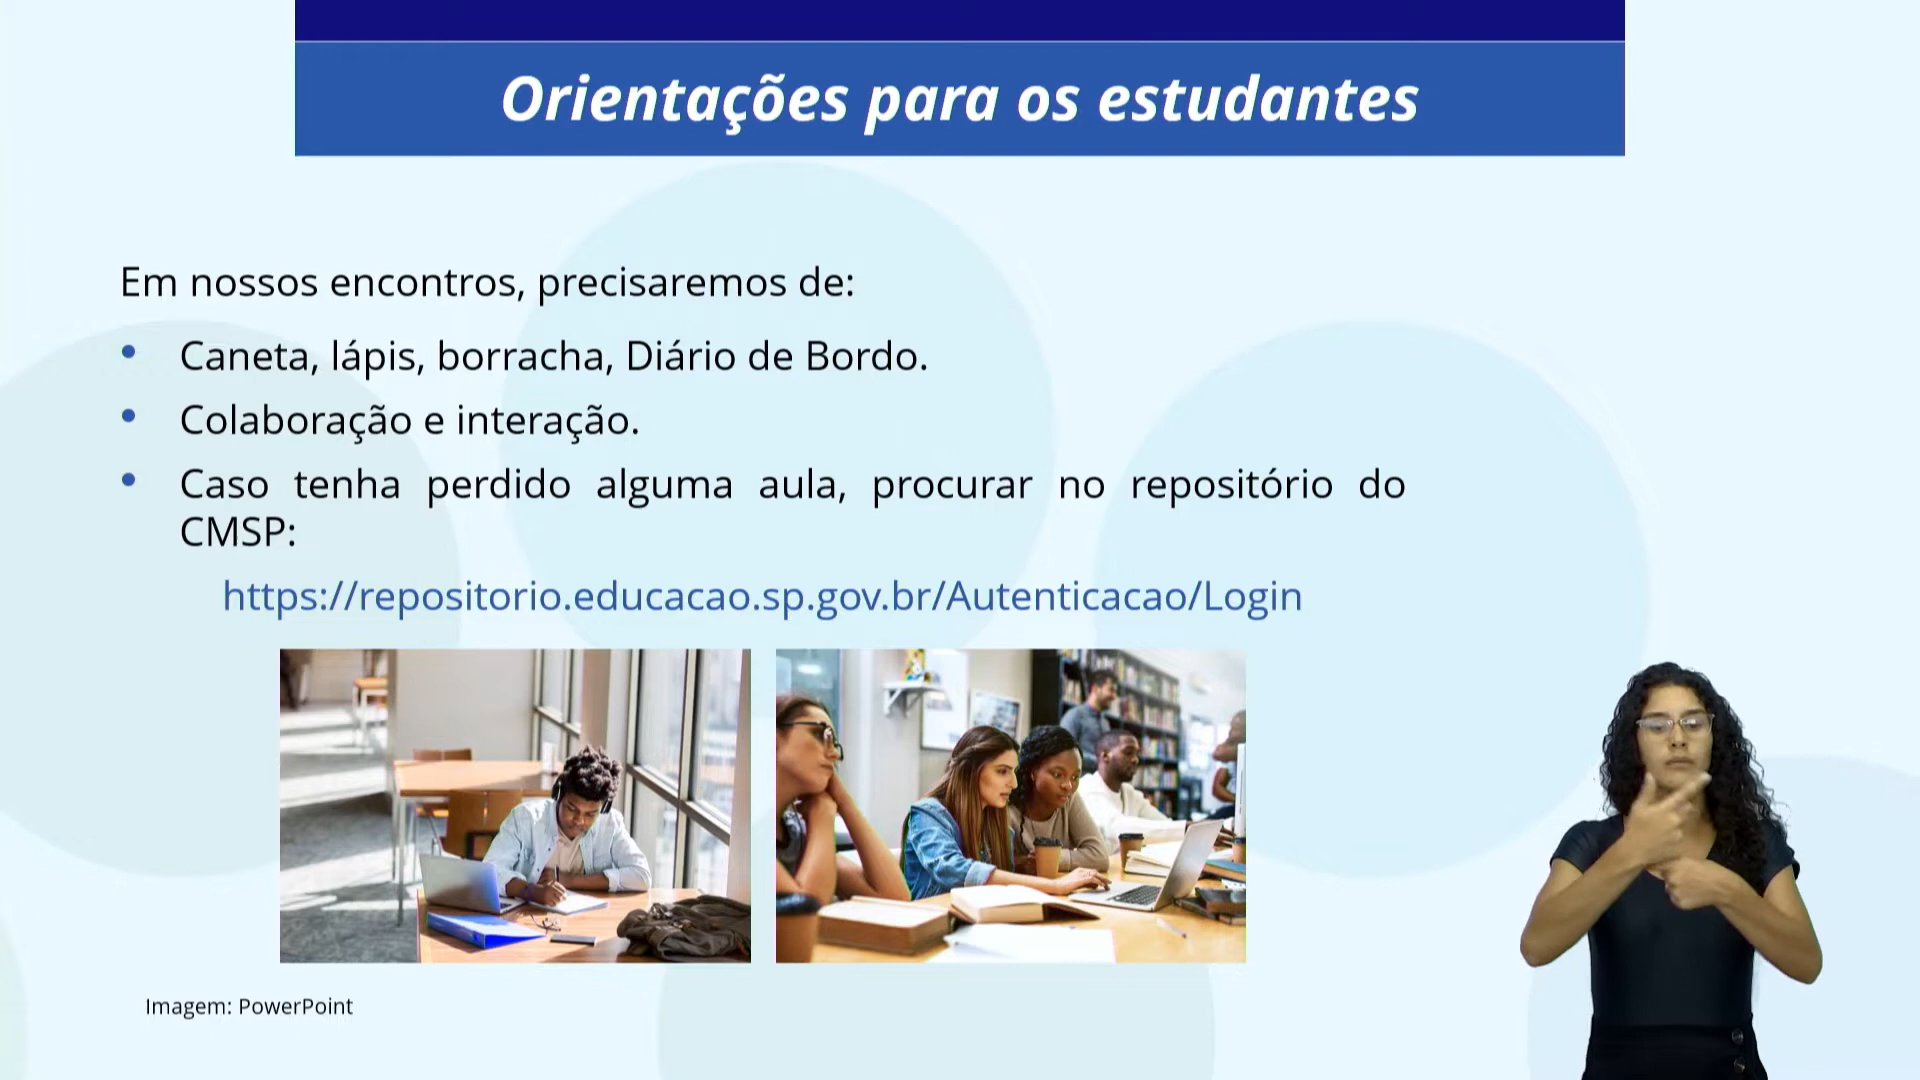 Orientações para os estudantes
Em nossos encontros, precisaremos de:
• Caneta, lápis, borracha, Diário de Bordo.
• Colaboração e interação.
• Caso tenha perdido alguma aula, procurar no repositório do
CMSP:
https://repositorio.educacao.sp.gov.br/Autenticacao/Login
Imagem: PowerPoint